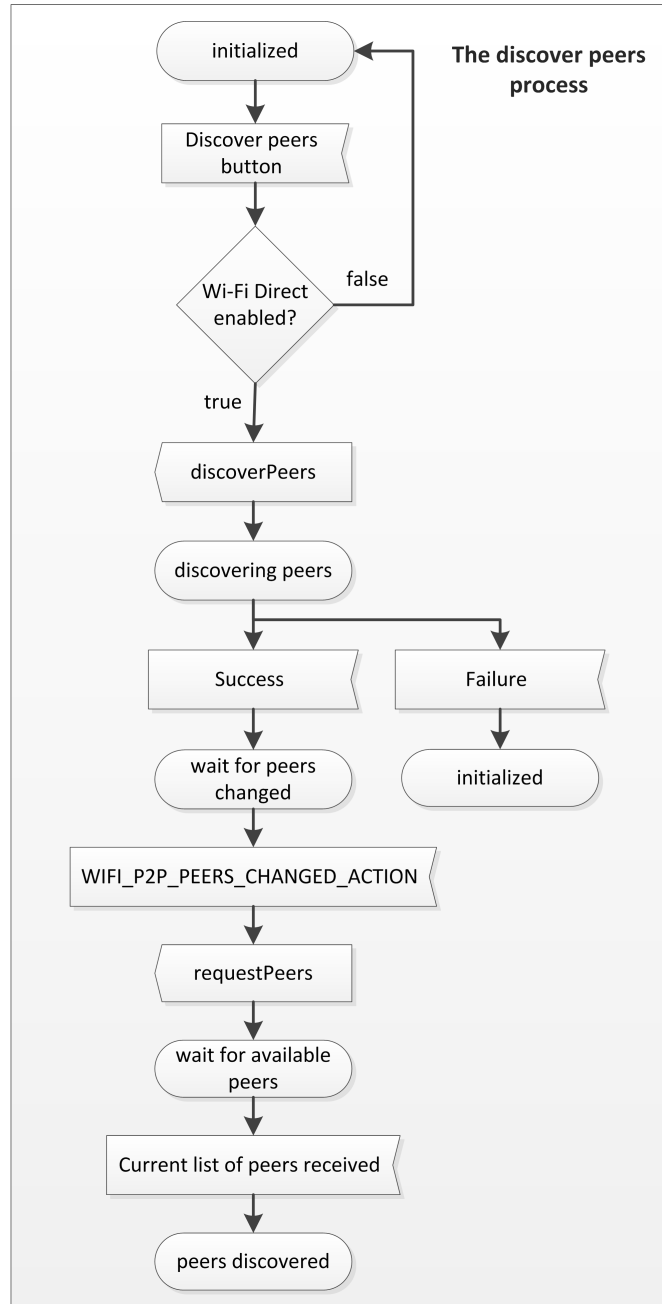 The discover peers
process
initialized
Discover peers
button
Wi-Fi Direct
enabled?
false
true
discoverPeers
discovering peers
Success
Failure
wait for peers
changed
initialized
WIFI_P2P_PEERS_CHANGED_ACTION
requestPeers
wait for available
peers
Current list of peers received
peers discovered